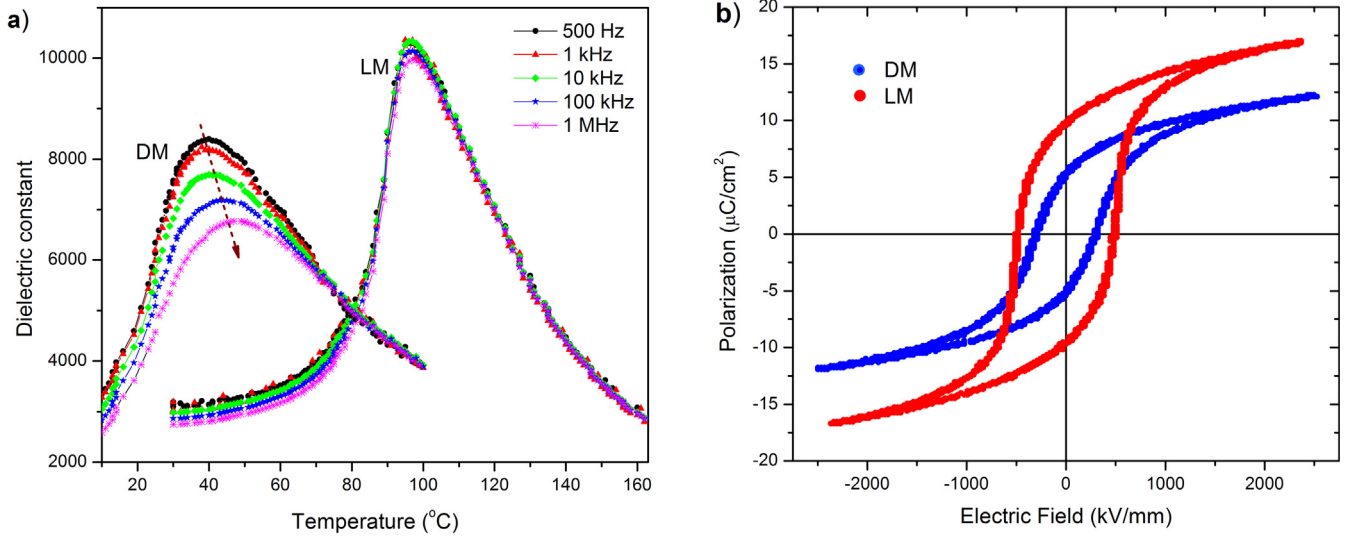 a)
10000
8000
6000
4000
2000
20
40
60
80
100
120
140
160
Dielectric constant
Temperature (°C)
DM
LM
500 Hz
1 kHz
10 kHz
100 kHz
1 MHz
b)
20
15
10
5
0
-5
-10
-15
-20
-2000
-1000
0
1000
2000
Polarization (μC/cm²)
Electric Field (kV/mm)
DM
LM